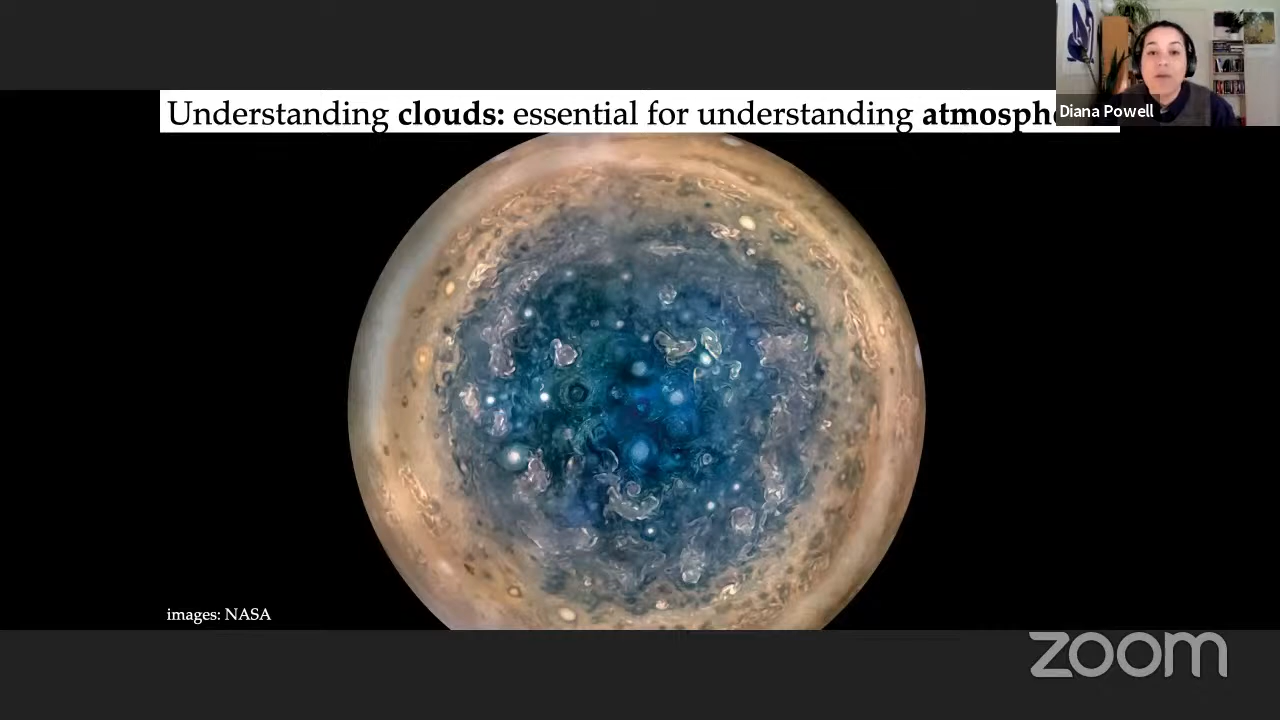 Understanding clouds: essential for understanding atmosph
Diana Powell
images: NASA
zoom